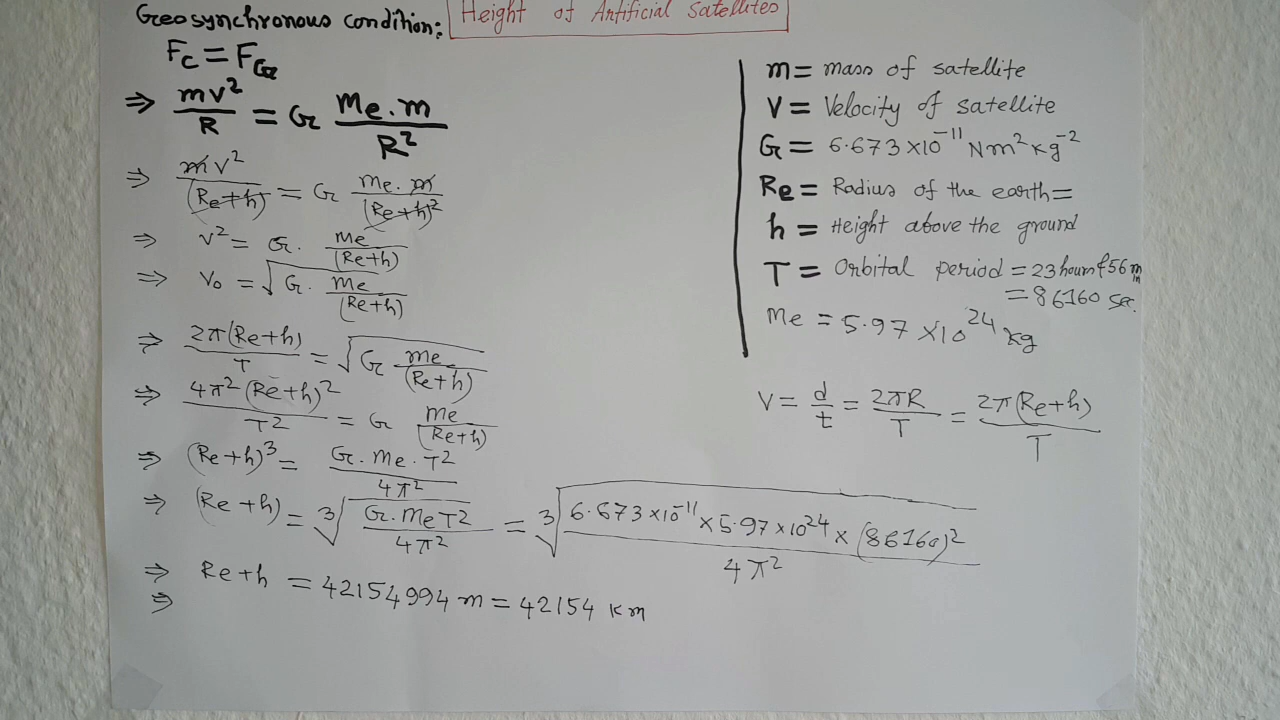 Geosynchronous condition:
Height of Artificial Satellites
Fc = FG
⇒ mv²/R = G Me.m/R²
⇒ mv²/(Re+h) = G Me.m/(Re+h)²
⇒ v² = G. Me/(Re+h)
⇒ Vo = √(G. Me/(Re+h))
⇒ 2π(Re+h)/T = √(G Me/(Re+h))
⇒ 4π²(Re+h)²/T² = G Me/(Re+h)
⇒ (Re+h)³ = G.Me.T²/4π²
⇒ (Re+h) = ³√(G.MeT²/4π²) = ³√(6.673×10⁻¹¹×5.97×10²⁴×(86160)²/4π²)
⇒ Re+h = 42154994 m = 42154 km
⇒
m = mass of satellite
V = Velocity of satellite
G = 6.673×10⁻¹¹ Nm²kg⁻²
Re = Radius of the earth =
h = Height above the ground
T = Orbital period = 23 hour & 56 m
= 86160 sec.
Me = 5.97 ×10²⁴ kg
V = d/t = 2πR/T = 2π(Re+h)/T